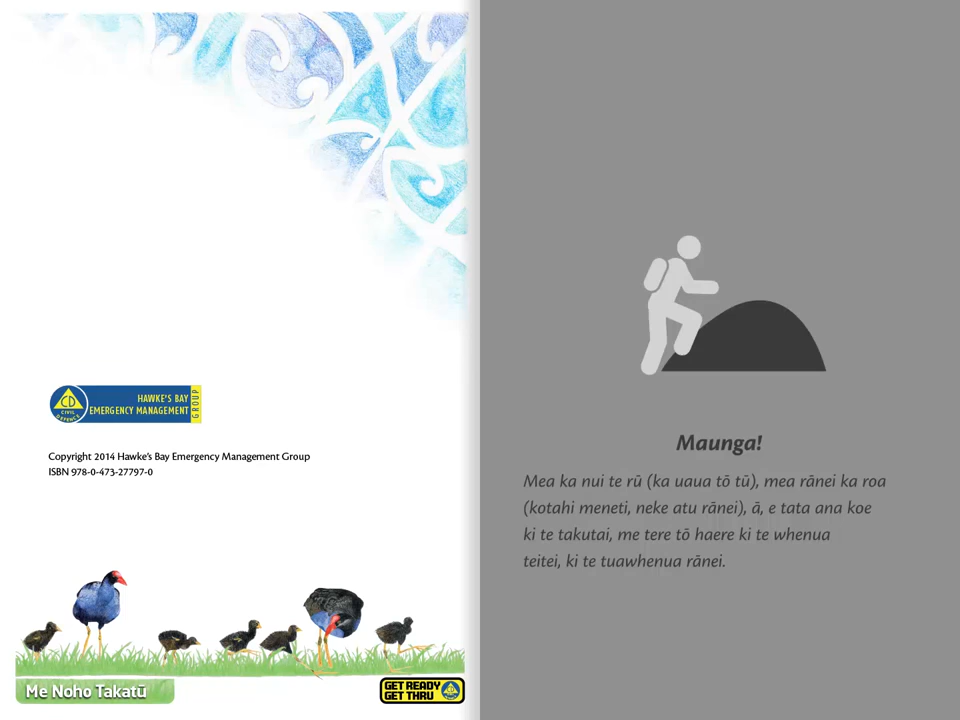 CD
CIVIL
DEFENCE
HAWKE'S BAY
EMERGENCY MANAGEMENT
GROUP
Copyright 2014 Hawke's Bay Emergency Management Group
ISBN 978-0-473-27797-0
Me Noho Takatū
GET READY
GET THRU
CD
Maunga!
Mea ka nui te rū (ka uaua tō tū), mea rānei ka roa
(kotahi meneti, neke atu rānei), ā, e tata ana koe
ki te takutai, me tere tō haere ki te whenua
teitei, ki te tuawhenua rānei.